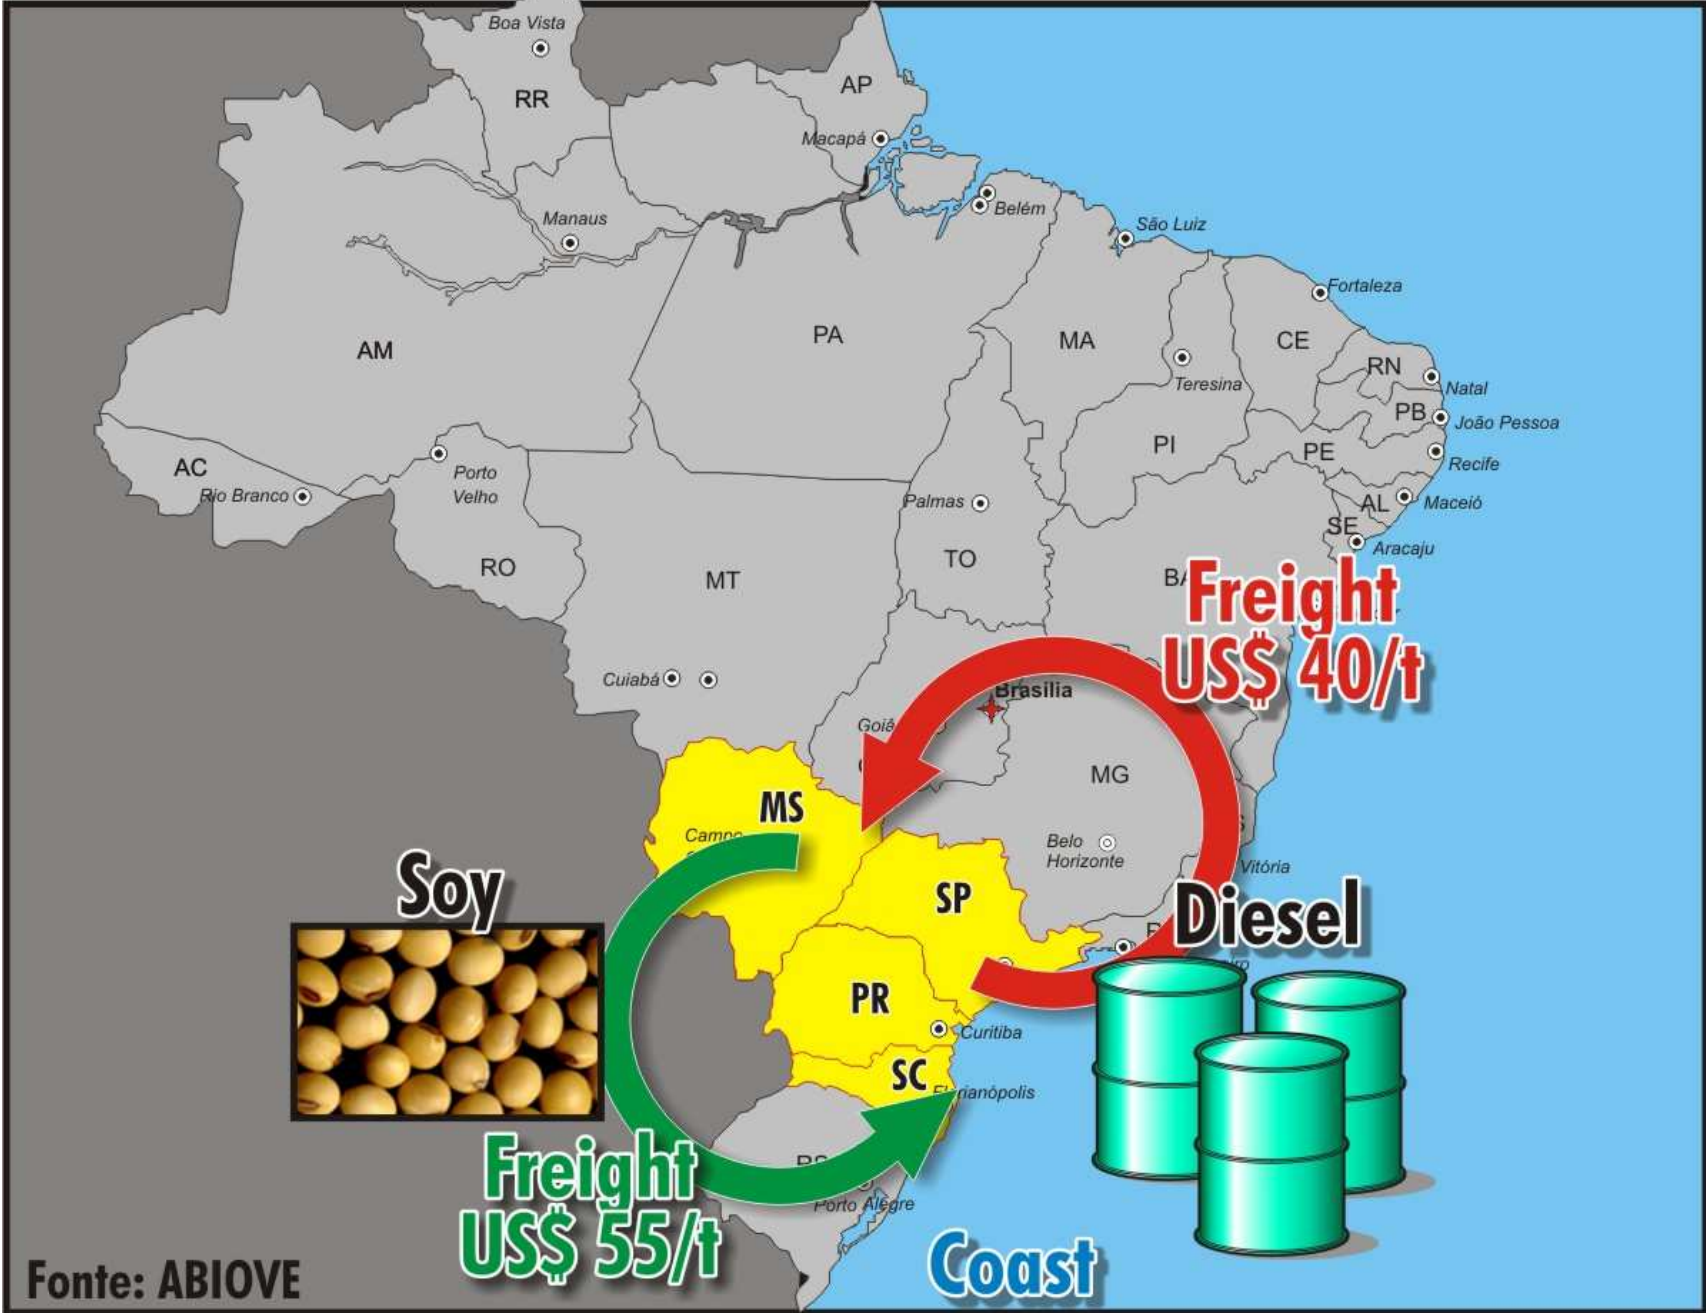 Boa Vista
RR
AP
Macapá
Manaus
Belém
São Luiz
Fortaleza
AM
PA
MA
CE
Teresina
RN
Natal
PB
João Pessoa
PI
PE
Recife
AC
Rio Branco
Porto
Velho
Palmas
AL
Maceió
SE
Aracaju
RO
MT
TO
Freight
US$ 40/t
Cuiabá
Brasília
MG
MS
Belo
Horizonte
Vitória
Soy
SP
Diesel
PR
Curitiba
SC
Freight
US$ 55/t
Porto Alegre
Coast
Fonte: ABIOVE